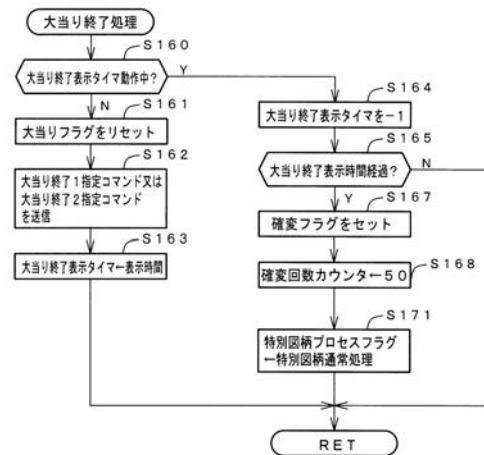 大当り終了処理
S160
大当り終了表示タイマ動作中?
Y
N
S161
大当りフラグをリセット
S162
大当り終了1指定コマンド又は
大当り終了2指定コマンド
を送信
S163
大当り終了表示タイマ←表示時間
S164
大当り終了表示タイマを-1
S165
大当り終了表示時間経過?
N
Y
S167
確変フラグをセット
S168
確変回数カウンタ←50
S171
特別図柄プロセスフラグ
←特別図柄通常処理
RET